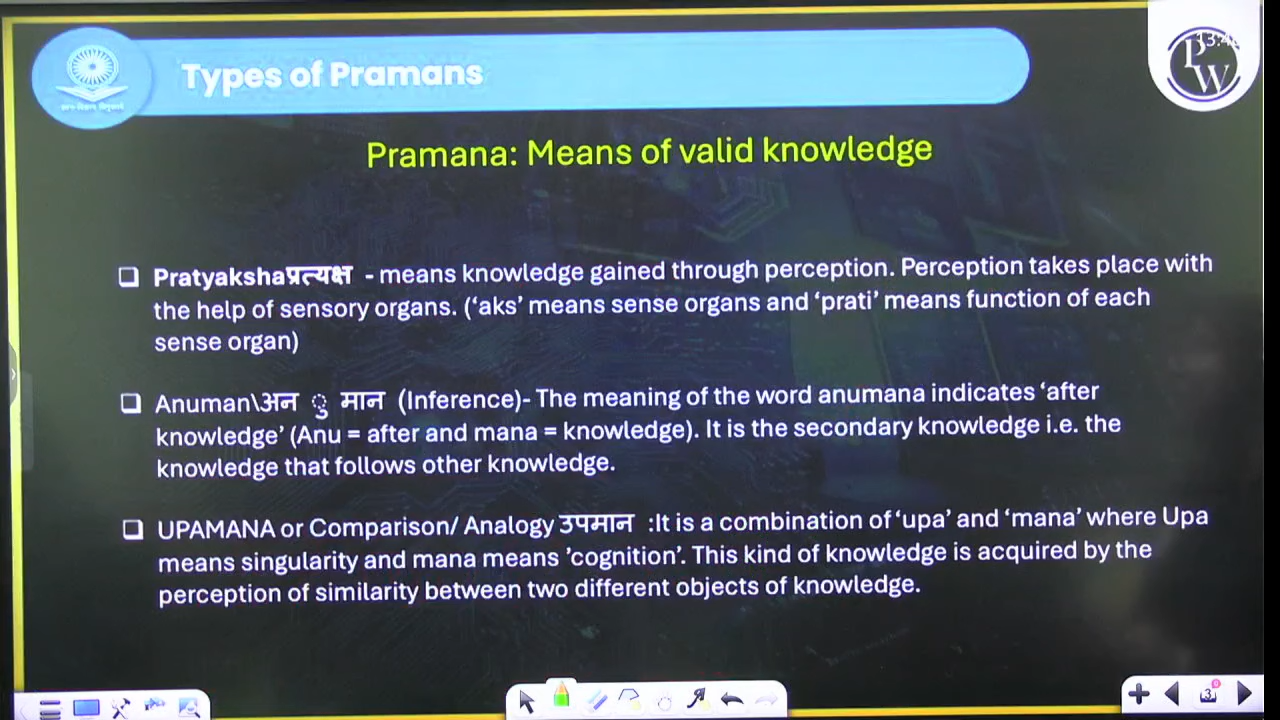 Types of Pramans
PW
Pramana: Means of valid knowledge
Pratyakshaप्रत्यक्ष - means knowledge gained through perception. Perception takes place with
the help of sensory organs. (‘aks’ means sense organs and ‘prati’ means function of each
sense organ)
Anuman\अन ु मान (Inference)- The meaning of the word anumana indicates ‘after
knowledge’ (Anu = after and mana = knowledge). It is the secondary knowledge i.e. the
knowledge that follows other knowledge.
UPAMANA or Comparison/ Analogy उपमान :It is a combination of ‘upa’ and ‘mana’ where Upa
means singularity and mana means ’cognition’. This kind of knowledge is acquired by the
perception of similarity between two different objects of knowledge.